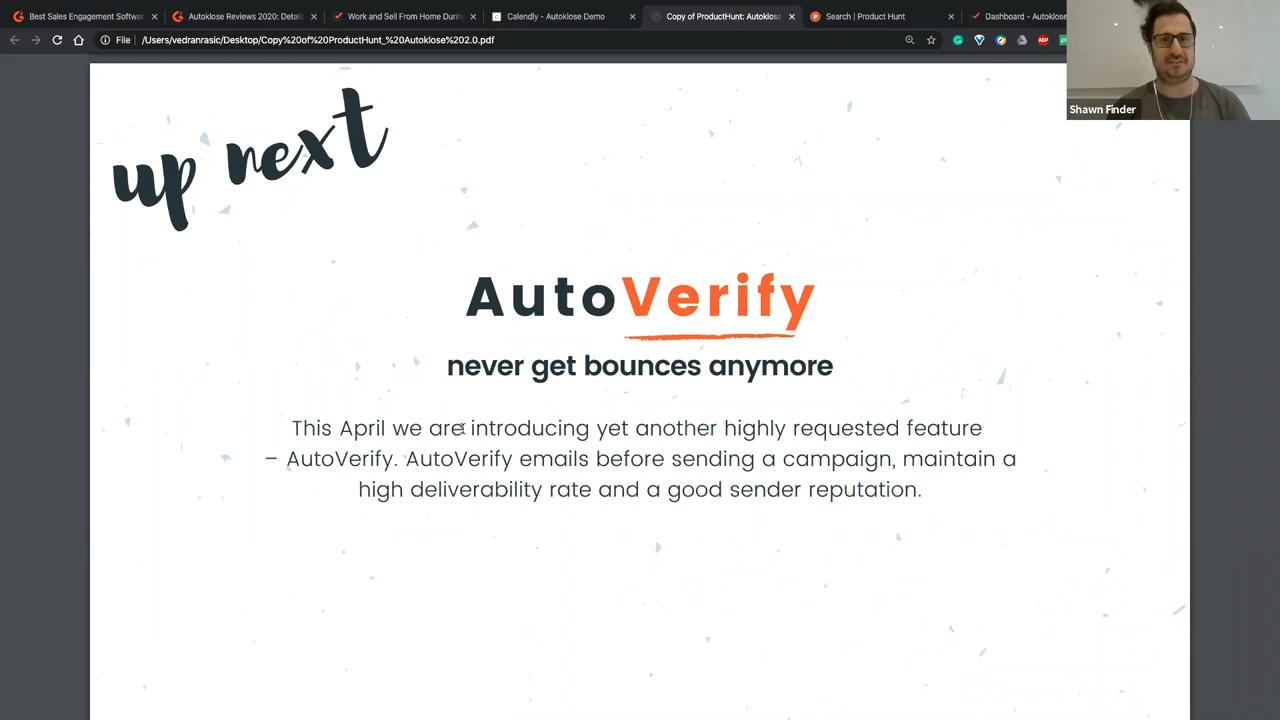 Best Sales Engagement Softwar
Autoklose Reviews 2020: Detail
Work and Sell From Home Durin
Calendly - Autoklose Demo
Copy of ProductHunt: Autoklose
Search | Product Hunt
Dashboard - Autoklos
File
/Users/vedranrasic/Desktop/Copy%20of%20ProductHunt_%20Autoklose%202.0.pdf
ABP
Shawn Finder
up next
AutoVerify
never get bounces anymore
This April we are introducing yet another highly requested feature
– AutoVerify. AutoVerify emails before sending a campaign, maintain a
high deliverability rate and a good sender reputation.